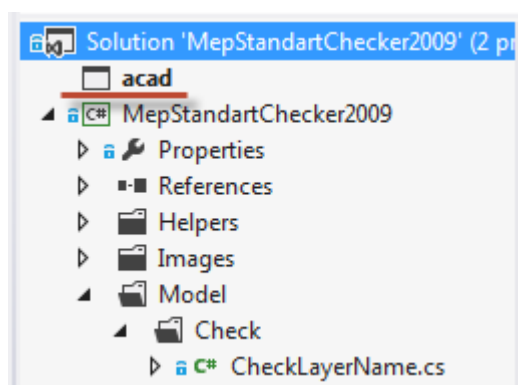 Solution 'MepStandartChecker2009' (2 pr
acad
C# MepStandartChecker2009
Properties
References
Helpers
Images
Model
Check
C# CheckLayerName.cs